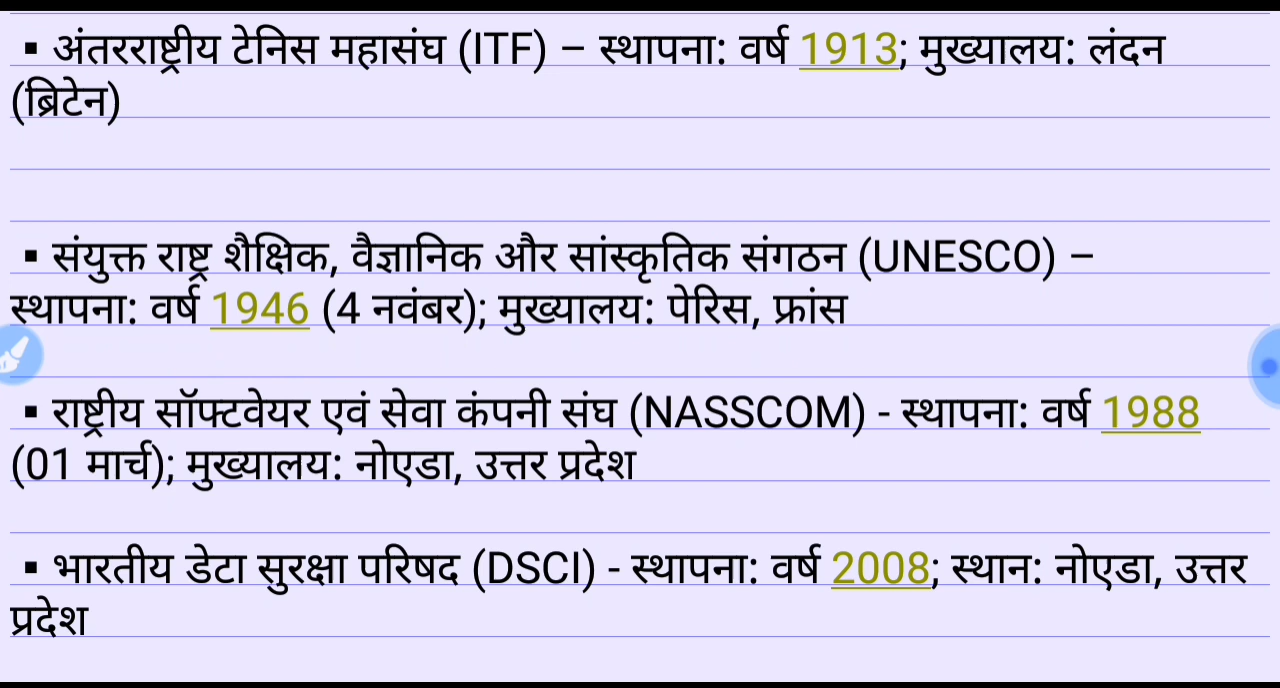 ▪ अंतरराष्ट्रीय टेनिस महासंघ (ITF) – स्थापना: वर्ष 1913; मुख्यालय: लंदन
(ब्रिटेन)
▪ संयुक्त राष्ट्र शैक्षिक, वैज्ञानिक और सांस्कृतिक संगठन (UNESCO) –
स्थापना: वर्ष 1946 (4 नवंबर); मुख्यालय: पेरिस, फ्रांस
▪ राष्ट्रीय सॉफ्टवेयर एवं सेवा कंपनी संघ (NASSCOM) - स्थापना: वर्ष 1988
(01 मार्च); मुख्यालय: नोएडा, उत्तर प्रदेश
▪ भारतीय डेटा सुरक्षा परिषद (DSCI) - स्थापना: वर्ष 2008; स्थान: नोएडा, उत्तर
प्रदेश